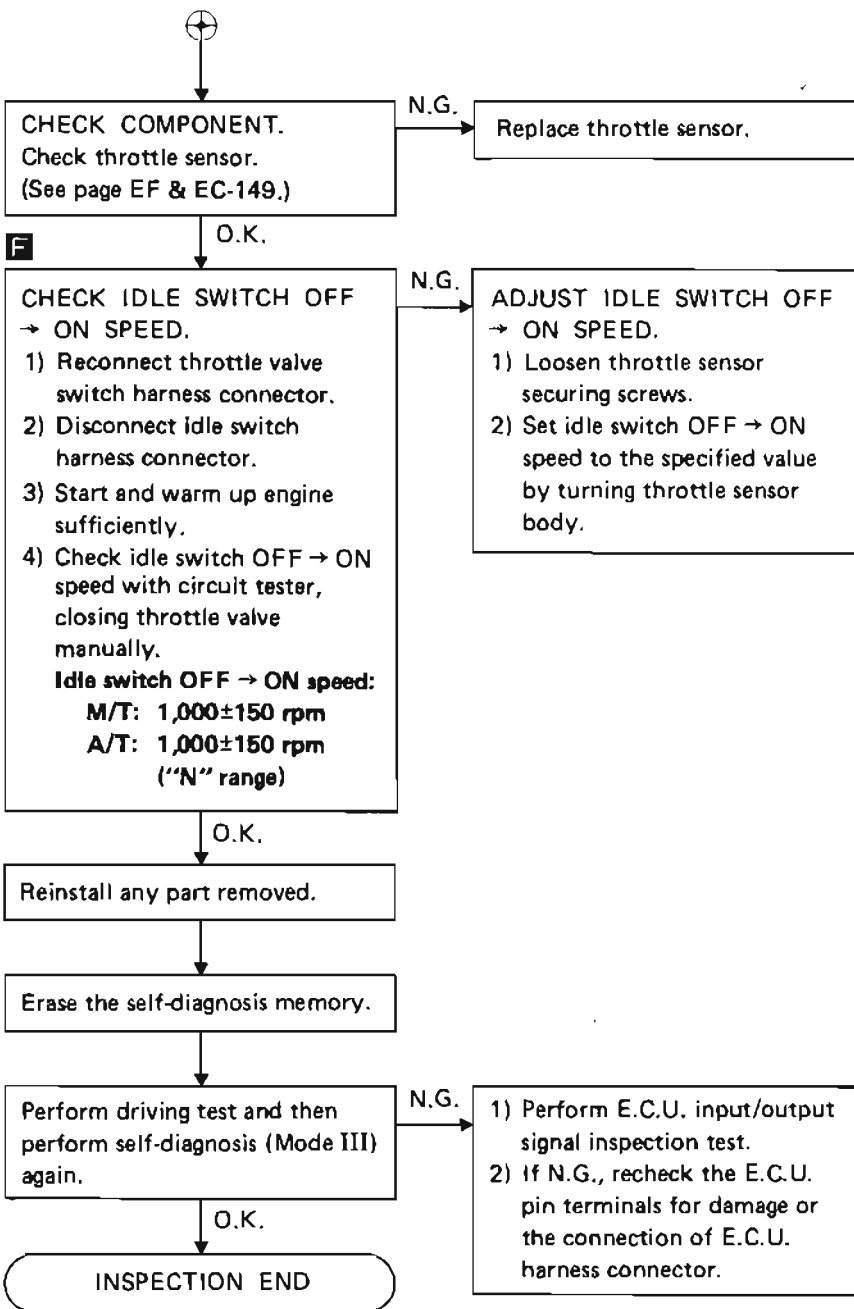 CHECK COMPONENT.
Check throttle sensor.
(See page EF & EC-149.)
N.G.
Replace throttle sensor.
O.K.
F
CHECK IDLE SWITCH OFF
→ ON SPEED.
1) Reconnect throttle valve
switch harness connector.
2) Disconnect idle switch
harness connector.
3) Start and warm up engine
sufficiently.
4) Check idle switch OFF → ON
speed with circuit tester,
closing throttle valve
manually.
Idle switch OFF → ON speed:
M/T: 1,000±150 rpm
A/T: 1,000±150 rpm
("N" range)
N.G.
ADJUST IDLE SWITCH OFF
→ ON SPEED.
1) Loosen throttle sensor
securing screws.
2) Set idle switch OFF → ON
speed to the specified value
by turning throttle sensor
body.
O.K.
Reinstall any part removed.
Erase the self-diagnosis memory.
Perform driving test and then
perform self-diagnosis (Mode III)
again.
N.G.
1) Perform E.C.U. input/output
signal inspection test.
2) If N.G., recheck the E.C.U.
pin terminals for damage or
the connection of E.C.U.
harness connector.
O.K.
INSPECTION END